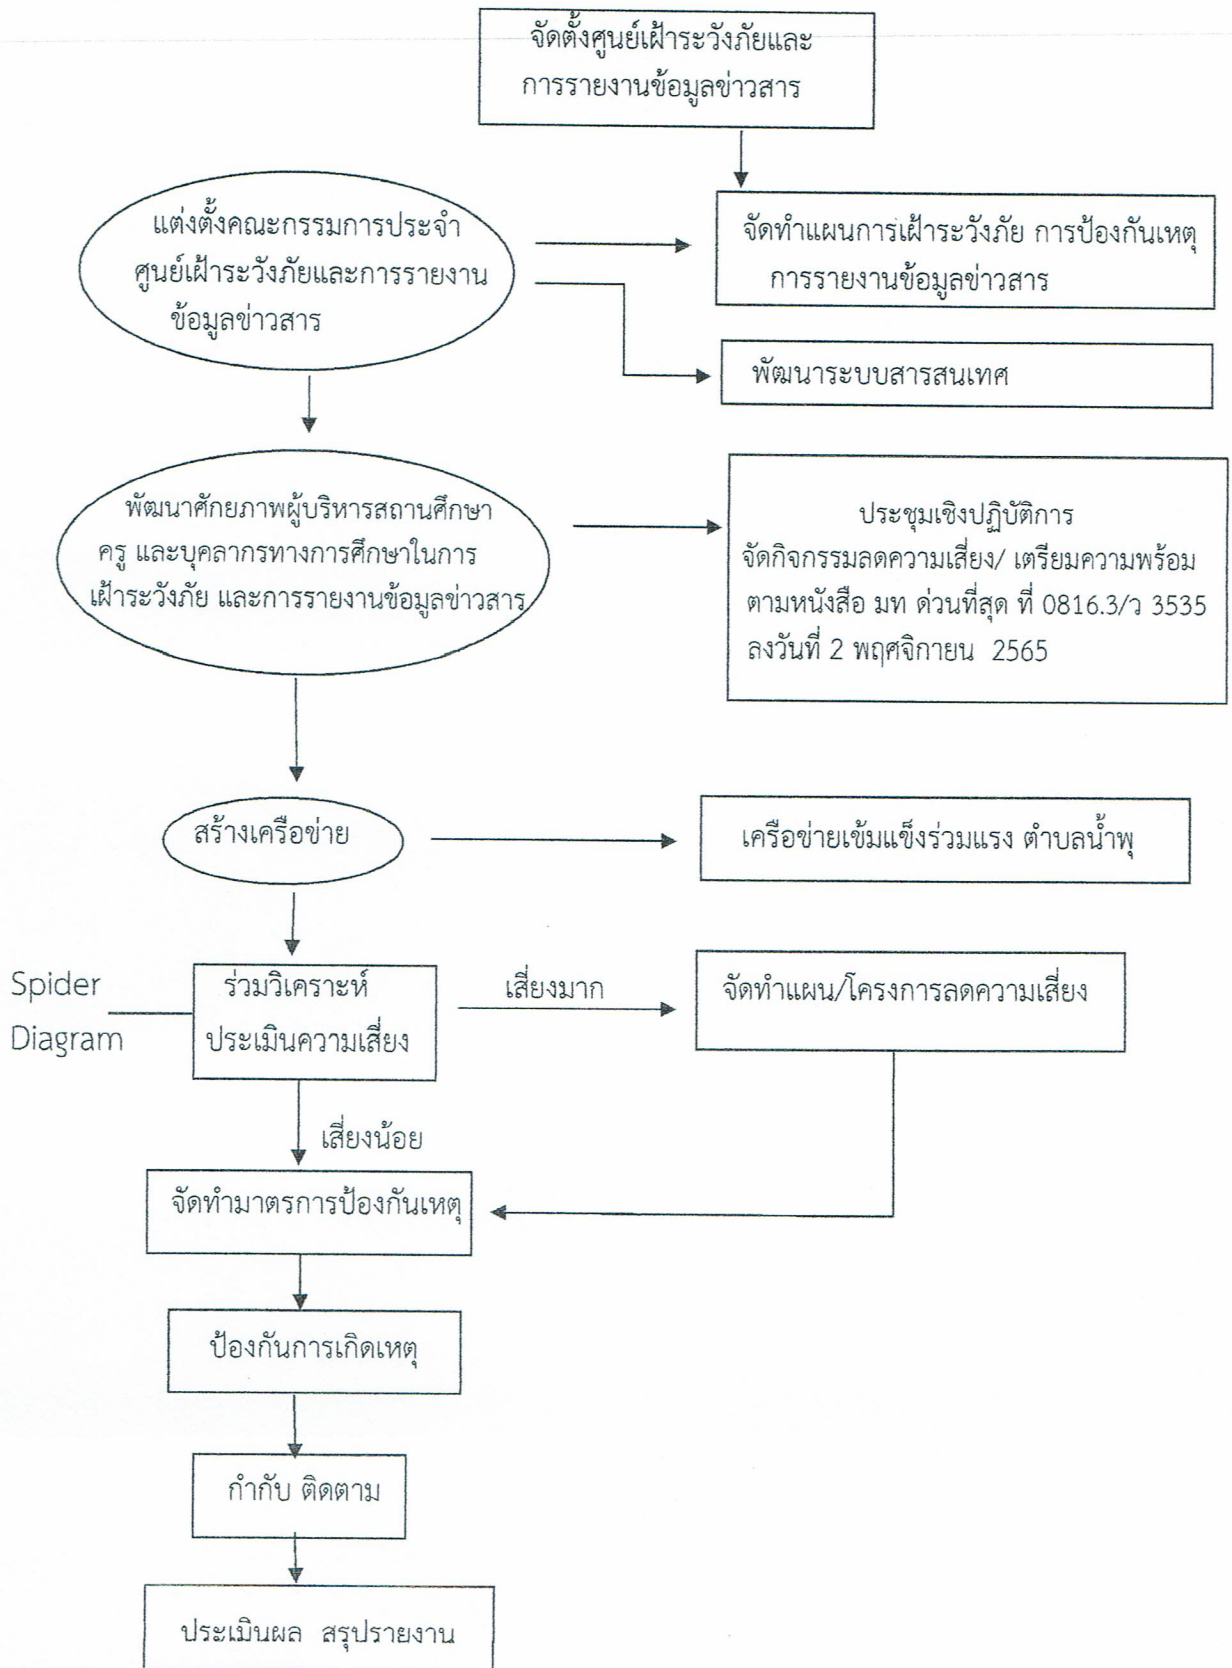 จัดตั้งศูนย์เฝ้าระวังภัยและ
การรายงานข้อมูลข่าวสาร
แต่งตั้งคณะกรรมการประจำ
ศูนย์เฝ้าระวังภัยและการรายงาน
ข้อมูลข่าวสาร
จัดทำแผนการเฝ้าระวังภัย การป้องกันเหตุ
การรายงานข้อมูลข่าวสาร
พัฒนาระบบสารสนเทศ
พัฒนาศักยภาพผู้บริหารสถานศึกษา
ครู และบุคลากรทางการศึกษาในการ
เฝ้าระวังภัย และการรายงานข้อมูลข่าวสาร
ประชุมเชิงปฏิบัติการ
จัดกิจกรรมลดความเสี่ยง/ เตรียมความพร้อม
ตามหนังสือ มท ด่วนที่สุด ที่ 0816.3/ว 3535
ลงวันที่ 2 พฤศจิกายน 2565
สร้างเครือข่าย
เครือข่ายเข้มแข็งร่วมแรง ตำบลน้ำพุ
Spider
Diagram
ร่วมวิเคราะห์
ประเมินความเสี่ยง
เสี่ยงมาก
จัดทำแผน/โครงการลดความเสี่ยง
เสี่ยงน้อย
จัดทำมาตรการป้องกันเหตุ
ป้องกันการเกิดเหตุ
กำกับ ติดตาม
ประเมินผล สรุปรายงาน